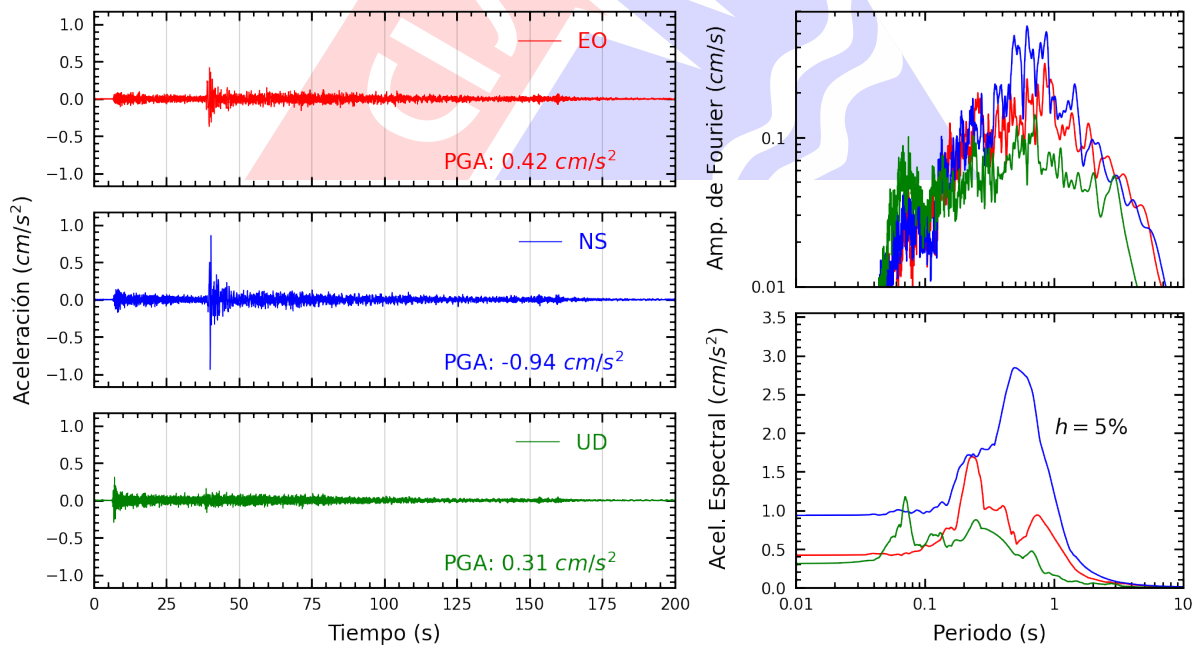 Aceleración (cm/s²)
1.0
0.5
0.0
−0.5
−1.0
EO
PGA: 0.42 cm/s²
1.0
0.5
0.0
−0.5
−1.0
NS
PGA: -0.94 cm/s²
1.0
0.5
0.0
−0.5
−1.0
UD
PGA: 0.31 cm/s²
0 25 50 75 100 125 150 175 200
Tiempo (s)
Amp. de Fourier (cm/s)
0.1
0.01
Acel. Espectral (cm/s²)
3.5
3.0
2.5
2.0
1.5
1.0
0.5
0.0
h = 5%
0.01 0.1 1 10
Periodo (s)